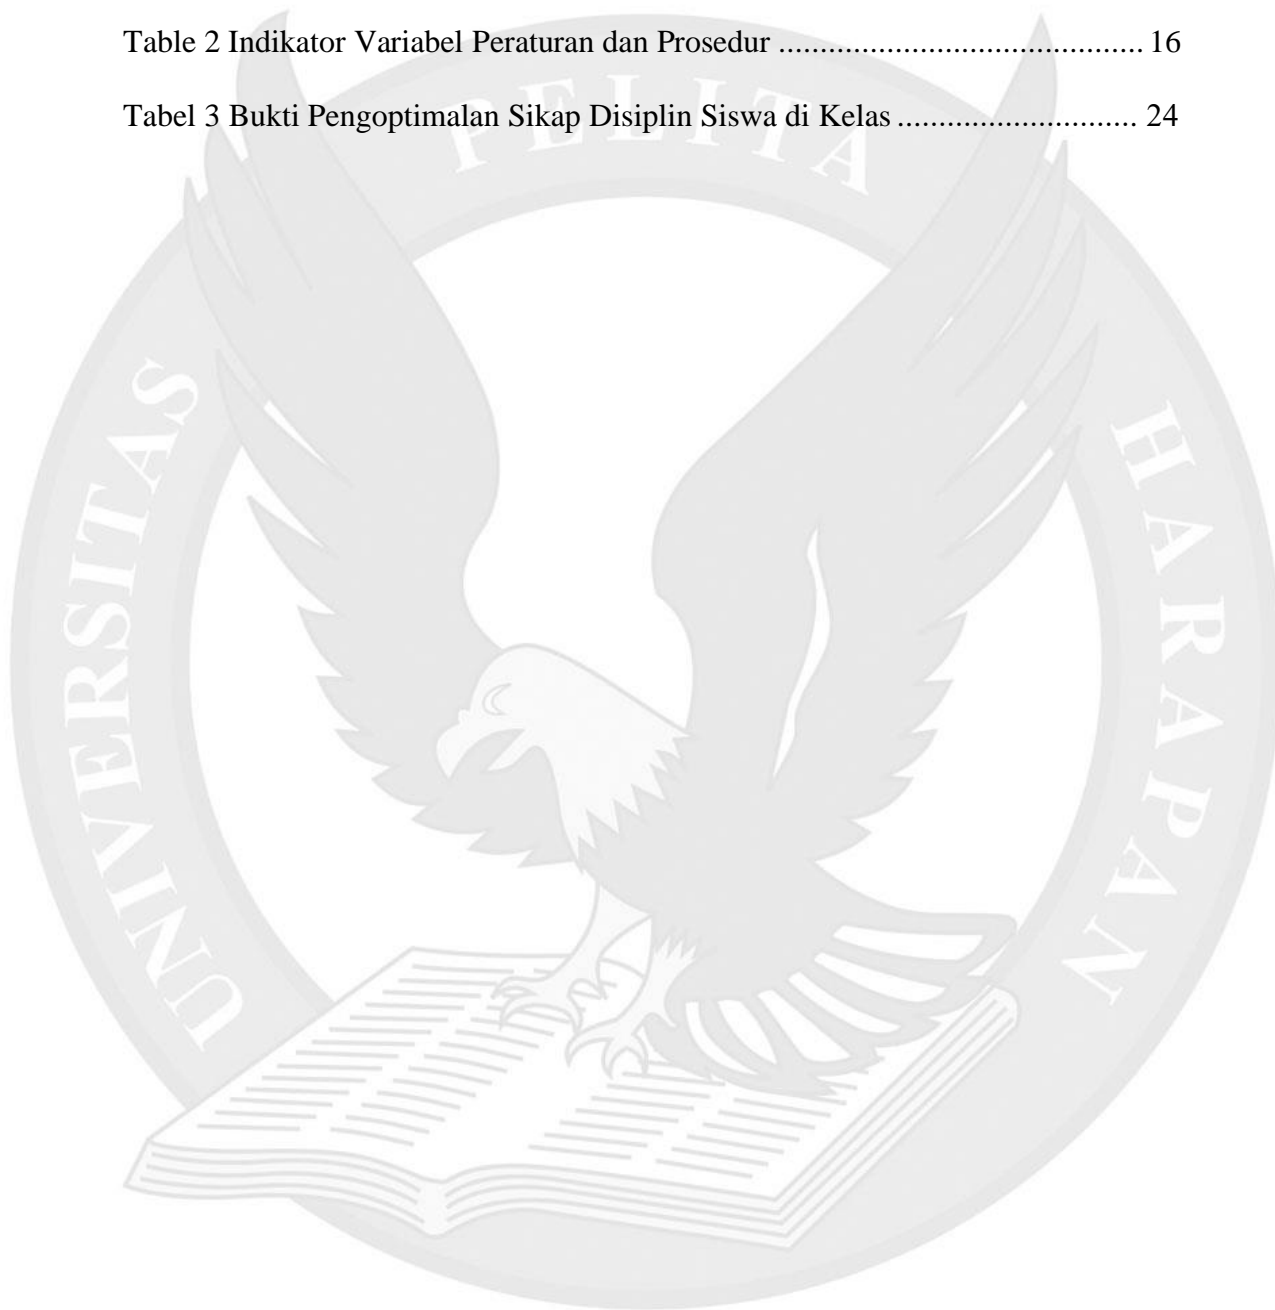 Table 2 Indikator Variabel Peraturan dan Prosedur ............................................ 16
Tabel 3 Bukti Pengoptimalan Sikap Disiplin Siswa di Kelas ............................. 24
UNIVERSITAS PELITA HARAPAN